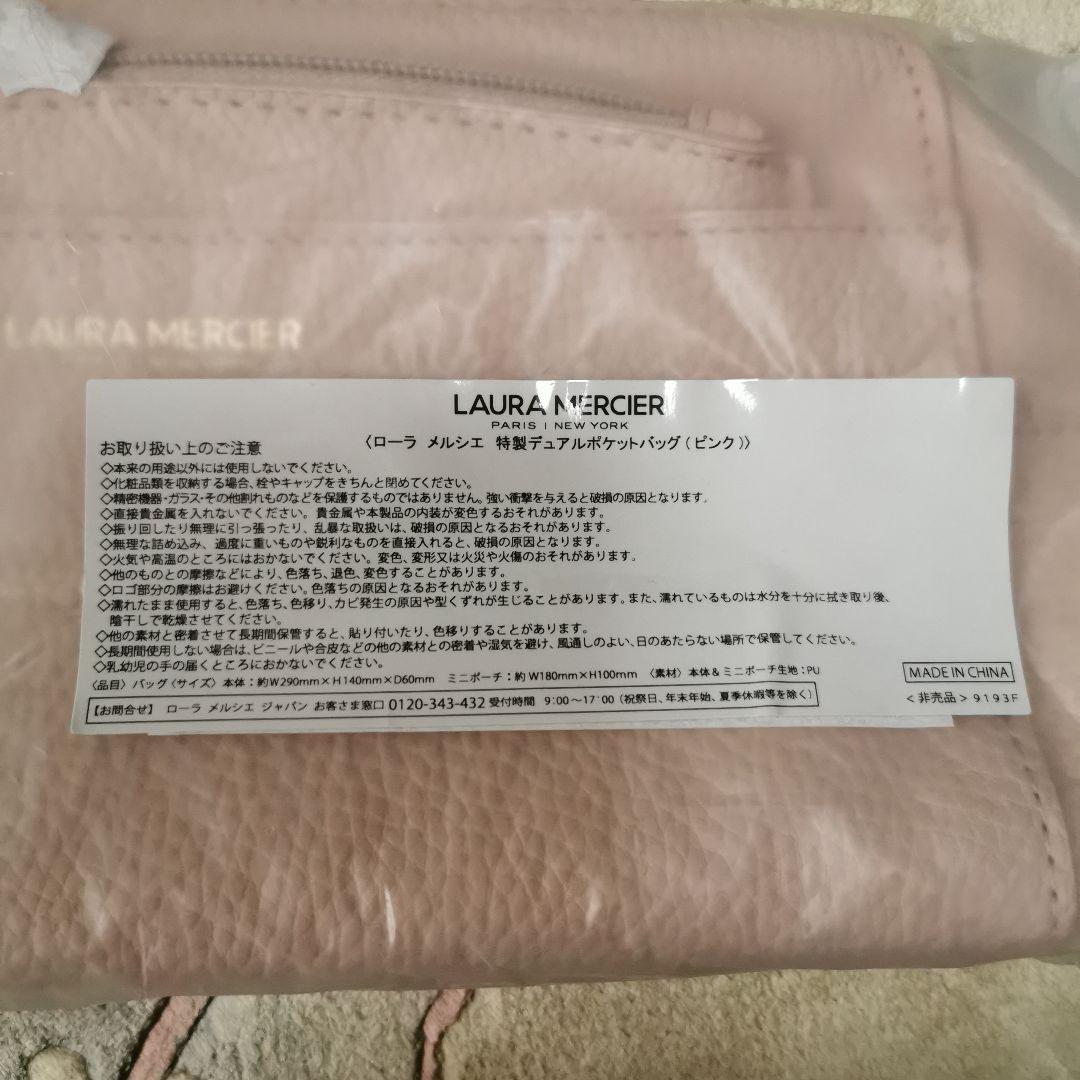 LAURA MERCIER
LAURA MERCIER
PARIS | NEW YORK
お取り扱い上のご注意
〈ローラ メルシエ 特製デュアルポケットバッグ(ピンク)〉
◇本来の用途以外には使用しないでください。
◇化粧品類を収納する場合、栓やキャップをきちんと閉めてください。
◇精密機器・ガラス・その他割れものなどを保護するものではありません。強い衝撃を与えると破損の原因となります。
◇直接貴金属を入れないでください。貴金属や本製品の内装が変色するおそれがあります。
◇振り回したり無理に引っ張ったり、乱暴な取扱いは、破損の原因となるおそれがあります。
◇無理な詰め込み、過度に重いものや鋭利なものを直接入れると、破損の原因となります。
◇火気や高温のところにはおかないでください。変色、変形又は火災や火傷のおそれがあります。
◇他のものとの摩擦などにより、色落ち、退色、変色することがあります。
◇ロゴ部分の摩擦はお避けください。色落ちの原因となるおそれがあります。
◇濡れたまま使用すると、色落ち、色移り、カビ発生の原因や型くずれが生じることがあります。また、濡れているものは水分を十分に拭き取り後、
陰干しで乾燥させてください。
◇他の素材と密着させて長期間保管すると、貼り付いたり、色移りすることがあります。
◇長期間使用しない場合は、ビニールや合皮などの他の素材との密着や湿気を避け、風通しのよい、日のあたらない場所で保管してください。
◇乳幼児の手の届くところにおかないでください。
〈品目〉バッグ〈サイズ〉本体：約W290mm×H140mm×D60mm ミニポーチ：約W180mm×H100mm 〈素材〉本体&ミニポーチ生地：PU
MADE IN CHINA
【お問合せ】 ローラ メルシエ ジャパン お客さま窓口 0120-343-432 受付時間 9:00～17:00（祝祭日、年末年始、夏季休暇等を除く）
＜非売品＞9193F